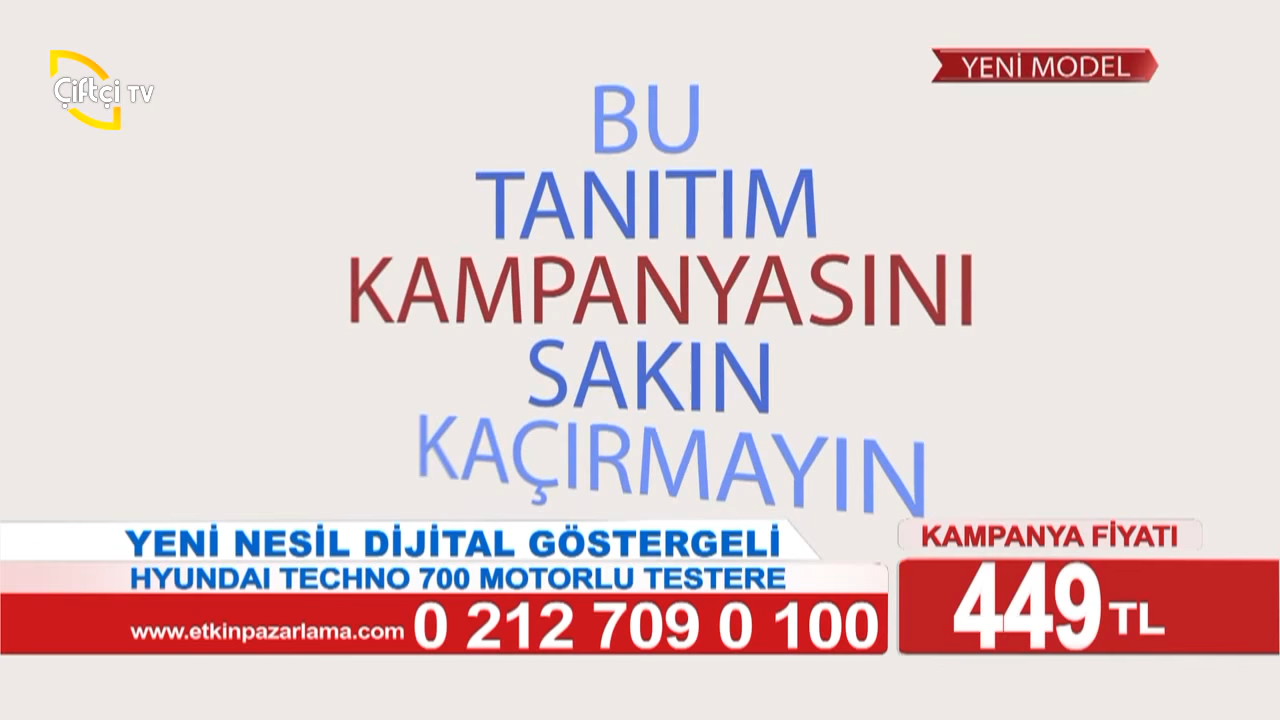 Çiftçi TV
YENİ MODEL
BU
TANITIM
KAMPANYASINI
SAKIN
KAÇIRMAYIN
YENİ NESİL DİJİTAL GÖSTERGELİ
HYUNDAI TECHNO 700 MOTORLU TESTERE
www.etkinpazarlama.com 0 212 709 0 100
KAMPANYA FİYATI
449 TL